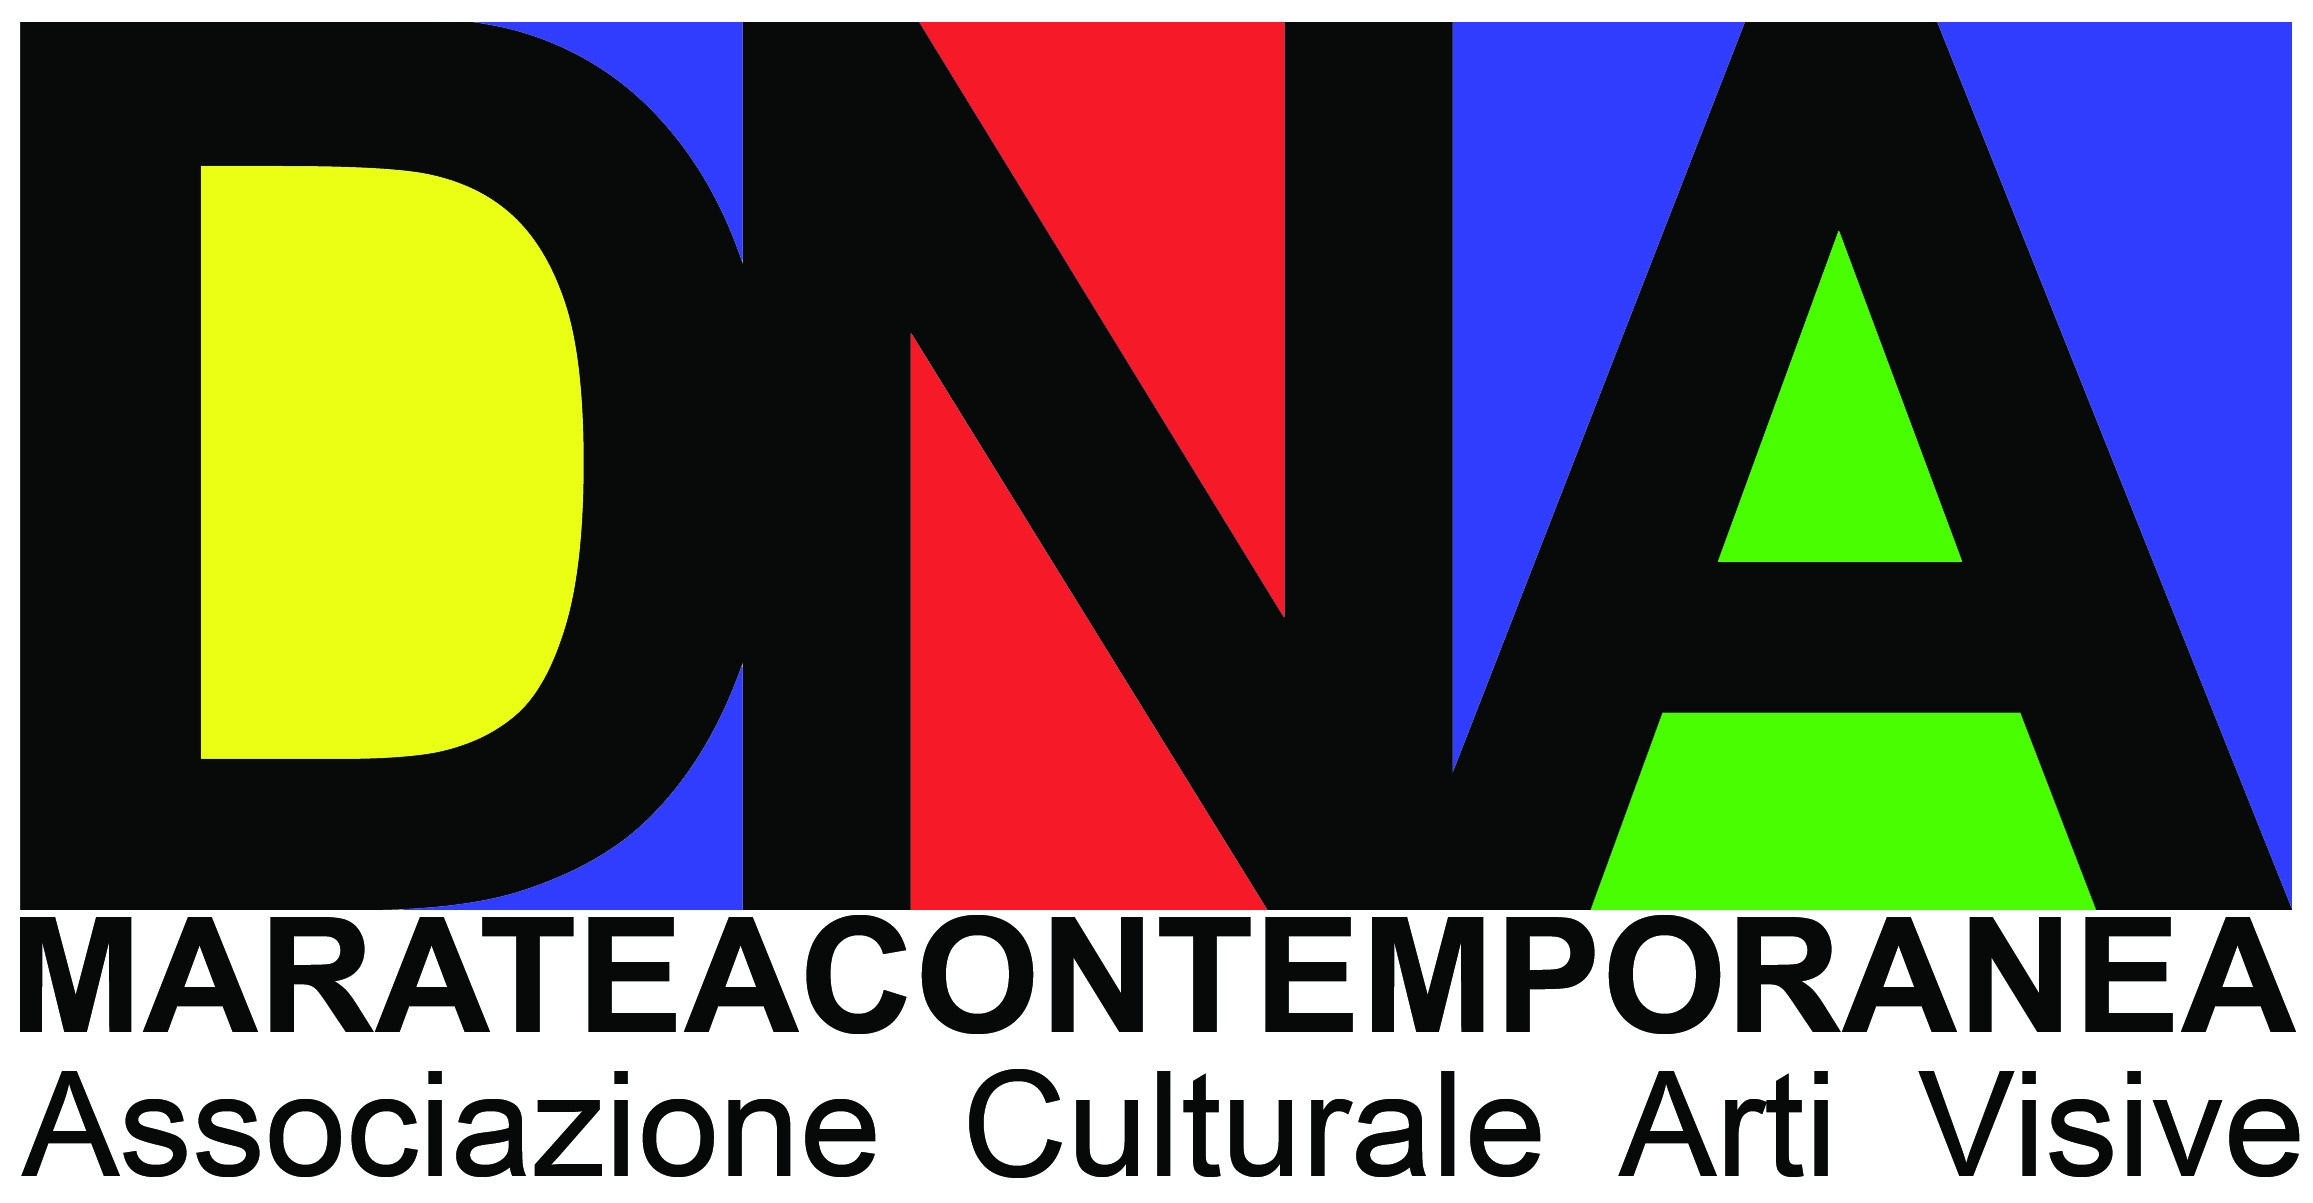 DNA
MARATEACONTEMPORANEA
Associazione Culturale Arti Visive